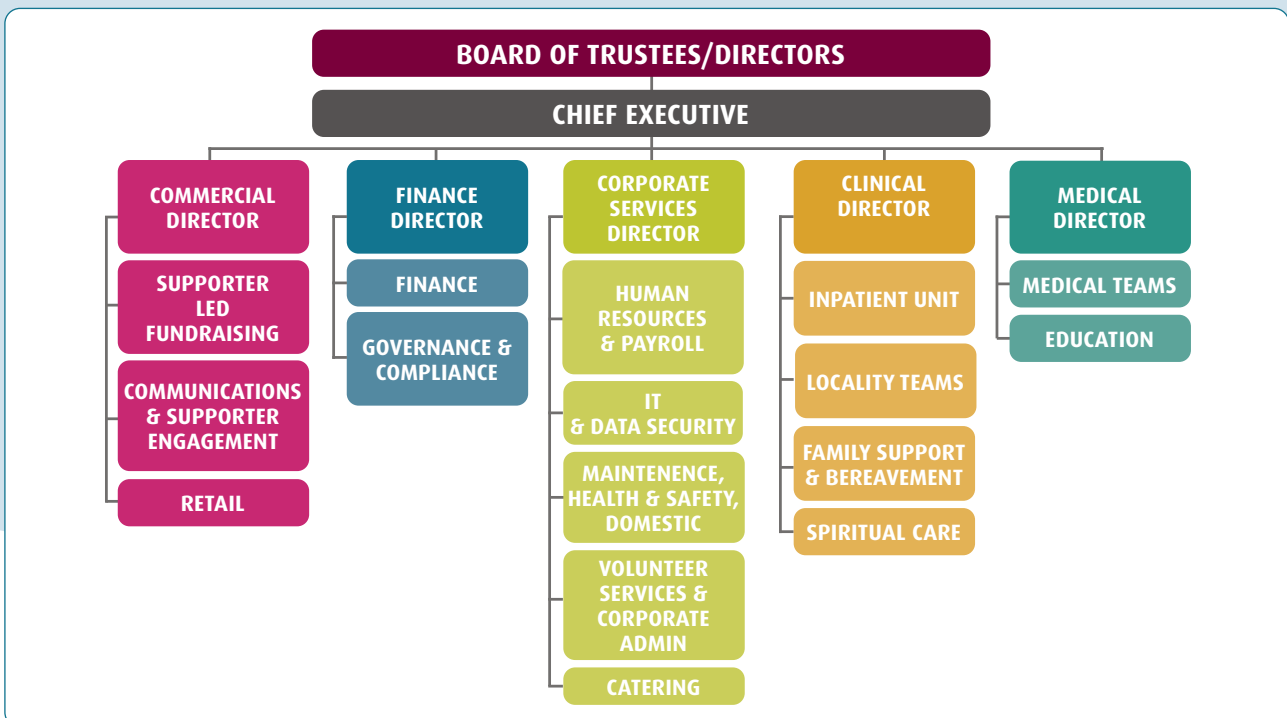 BOARD OF TRUSTEES/DIRECTORS
CHIEF EXECUTIVE
COMMERCIAL
DIRECTOR
SUPPORTER
LED
FUNDRAISING
COMMUNICATIONS
& SUPPORTER
ENGAGEMENT
RETAIL
FINANCE
DIRECTOR
FINANCE
GOVERNANCE &
COMPLIANCE
CORPORATE
SERVICES
DIRECTOR
HUMAN
RESOURCES
& PAYROLL
IT
& DATA SECURITY
MAINTENENCE,
HEALTH & SAFETY,
DOMESTIC
VOLUNTEER
SERVICES &
CORPORATE
ADMIN
CATERING
CLINICAL
DIRECTOR
INPATIENT UNIT
LOCALITY TEAMS
FAMILY SUPPORT
& BEREAVEMENT
SPIRITUAL CARE
MEDICAL
DIRECTOR
MEDICAL TEAMS
EDUCATION